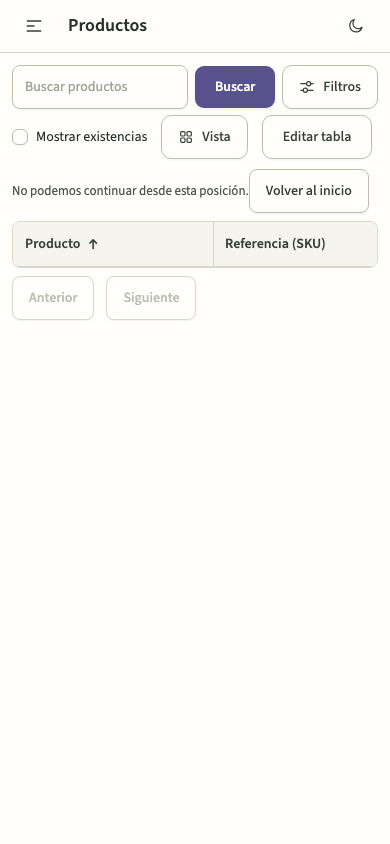 Productos
Buscar productos
Buscar
Filtros
Mostrar existencias
Vista
Editar tabla
No podemos continuar desde esta posición.
Volver al inicio
Producto ↑
Referencia (SKU)
Anterior
Siguiente